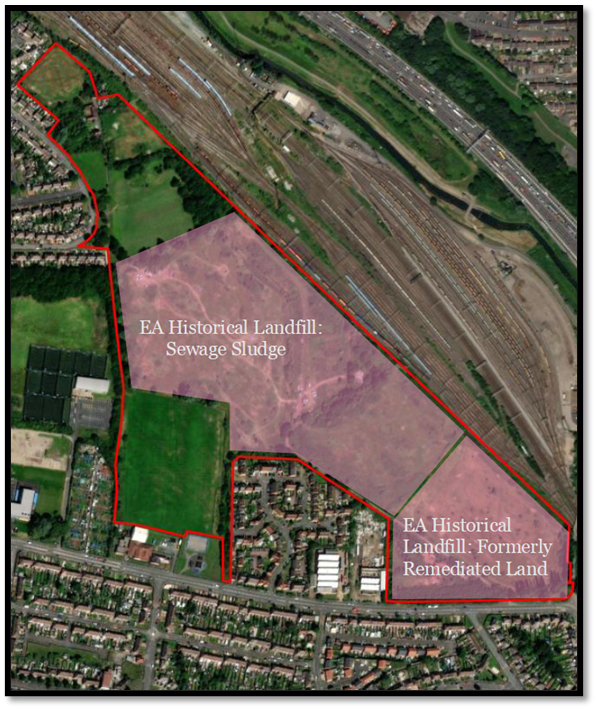 EA Historical Landfill:
Sewage Sludge
EA Historical
Landfill: Formerly
Remediated Land